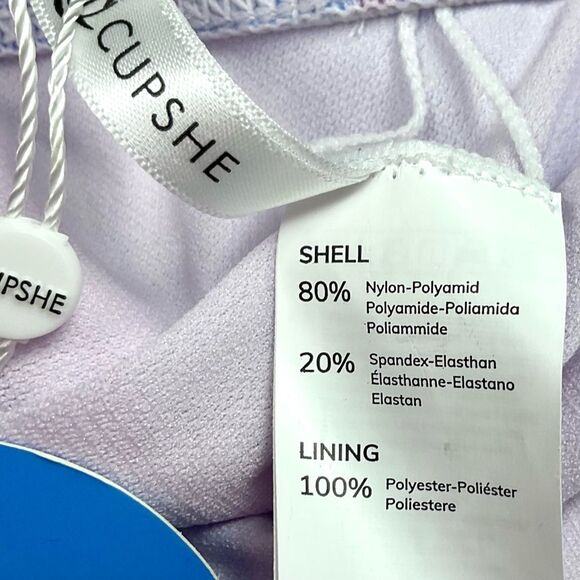 CUPSHE
UPSHE
SHELL
80% Nylon-Polyamid
Polyamide-Poliamida
Poliammide
20% Spandex-Elasthan
Élasthanne-Elastano
Elastan
LINING
100% Polyester-Poliéster
Poliestere